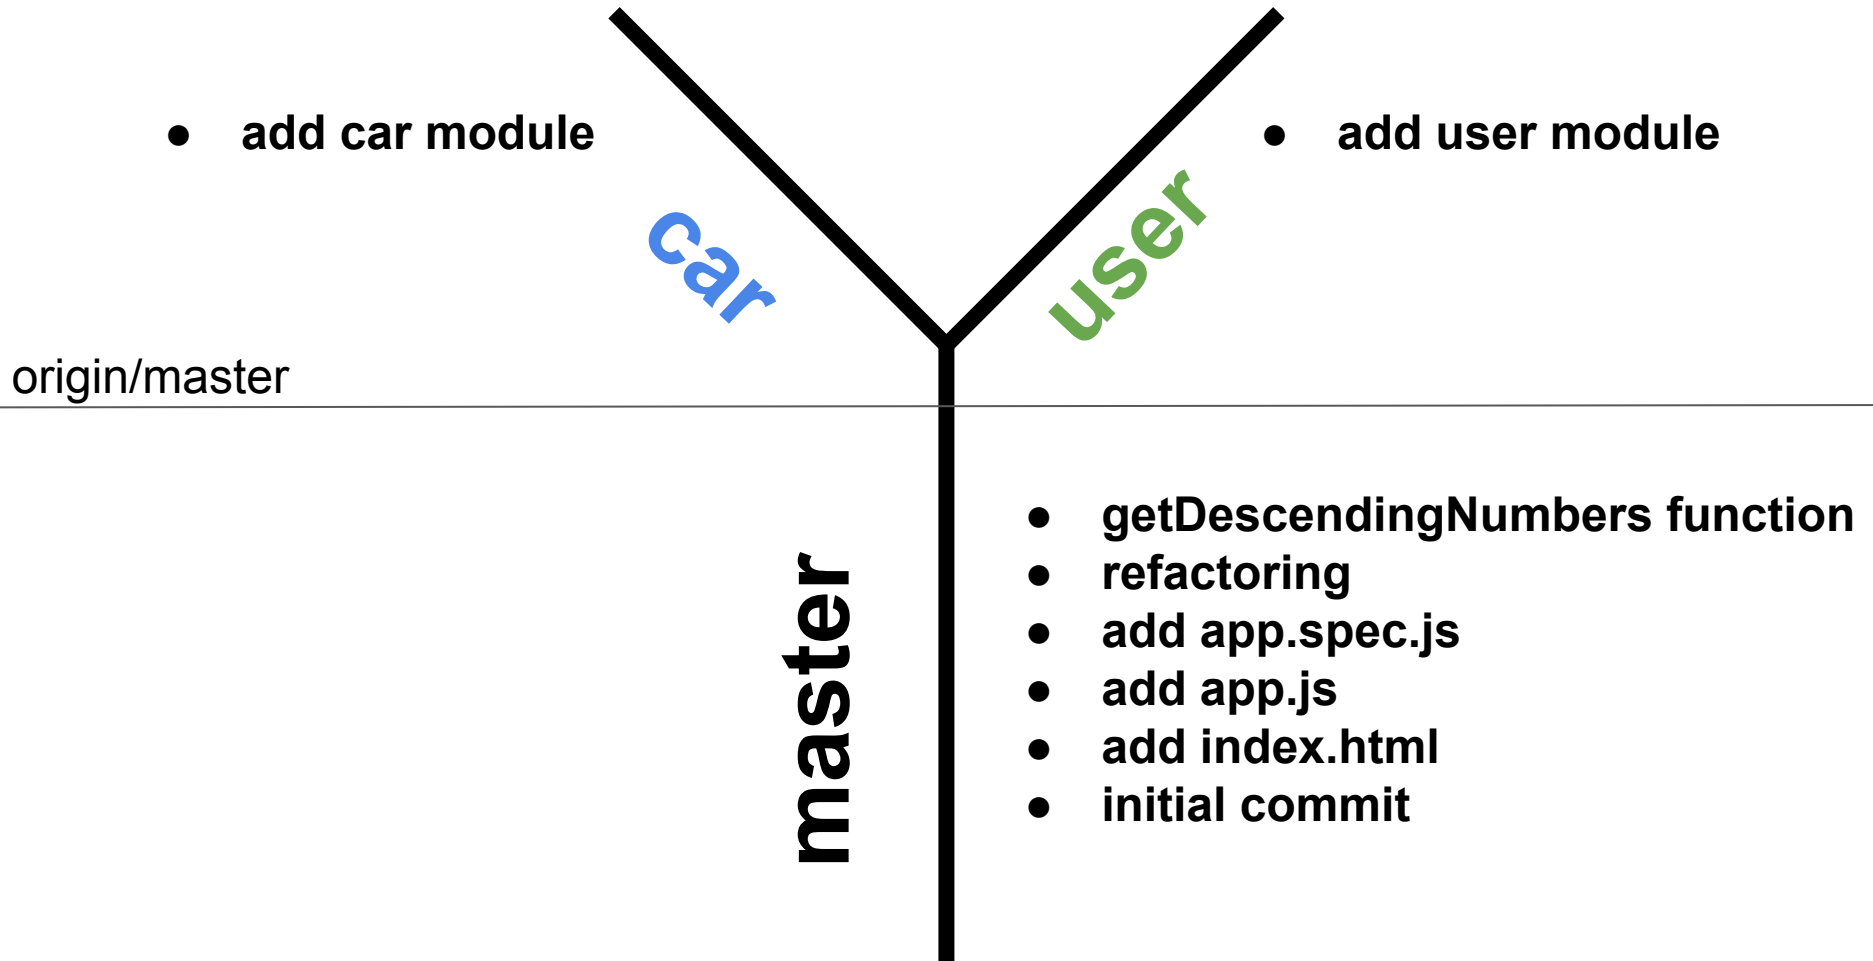 ● add car module
● add user module
car
user
origin/master
master
● getDescendingNumbers function
● refactoring
● add app.spec.js
● add app.js
● add index.html
● initial commit